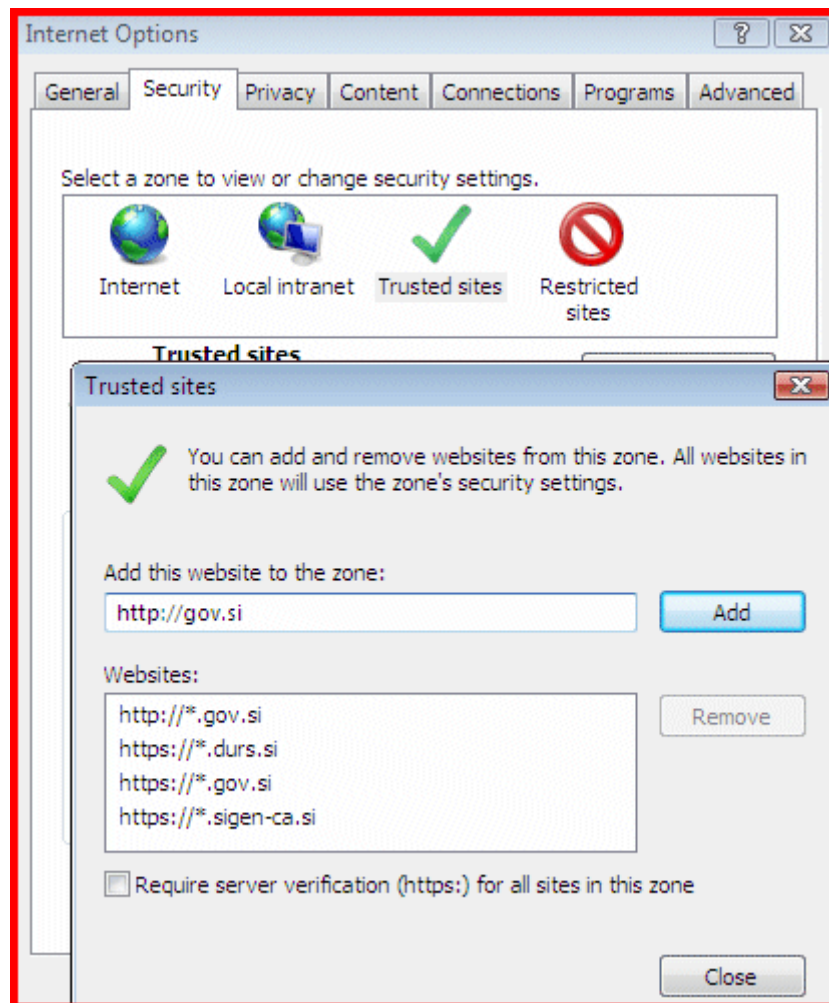 Internet Options
General Security Privacy Content Connections Programs Advanced
Select a zone to view or change security settings.
Internet Local intranet Trusted sites Restricted sites
Trusted sites
Trusted sites
You can add and remove websites from this zone. All websites in
this zone will use the zone's security settings.
Add this website to the zone:
http://gov.si Add
Websites:
http://*.gov.si Remove
https://*.durs.si
https://*.gov.si
https://*.sigen-ca.si
Require server verification (https:) for all sites in this zone
Close